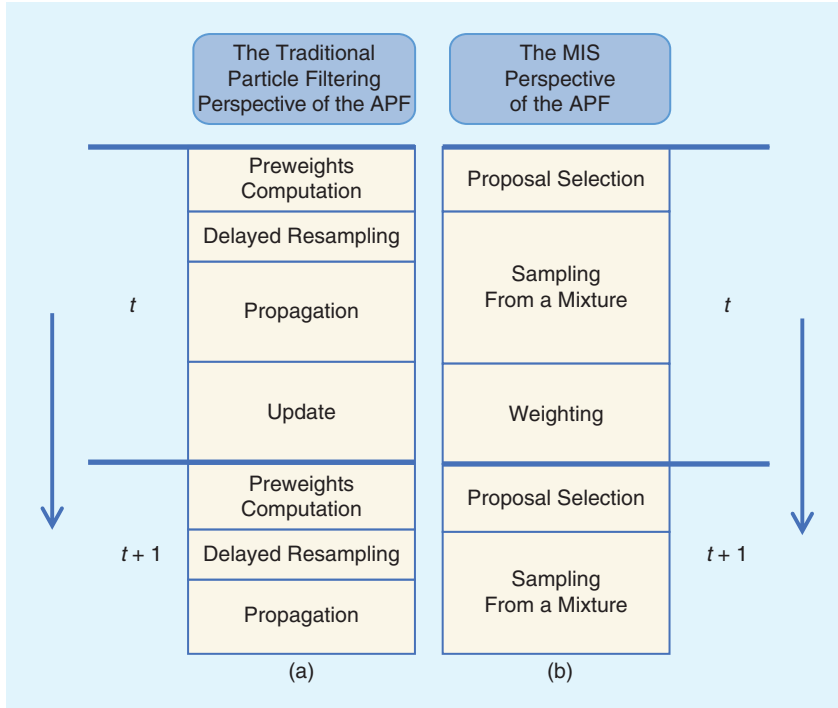 The Traditional
Particle Filtering
Perspective of the APF
The MIS
Perspective
of the APF
Preweights
Computation
Delayed Resampling
Propagation
Update
Preweights
Computation
Delayed Resampling
Propagation
(a)
Proposal Selection
Sampling
From a Mixture
Weighting
Proposal Selection
Sampling
From a Mixture
(b)
t
t + 1
t
t + 1